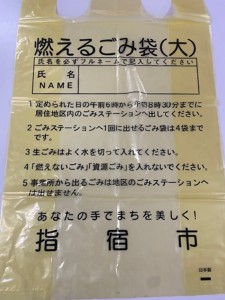 燃えるごみ袋(大)
氏名を必ずフルネームで記入してください
氏 名
NAME
1 定められた日の午前6時から午前8時30分までに
居住地区内のごみステーションへ出してください。
2 ごみステーションへ1回に出せるごみ袋は4袋まで
です。
3 生ごみはよく水を切って入れてください。
4 「燃えないごみ」「資源ごみ」を入れないでください。
5 事業所から出るごみは地区のごみステーションへ
は出せません。
あなたの手でまちを美しく!
指宿市
日本製